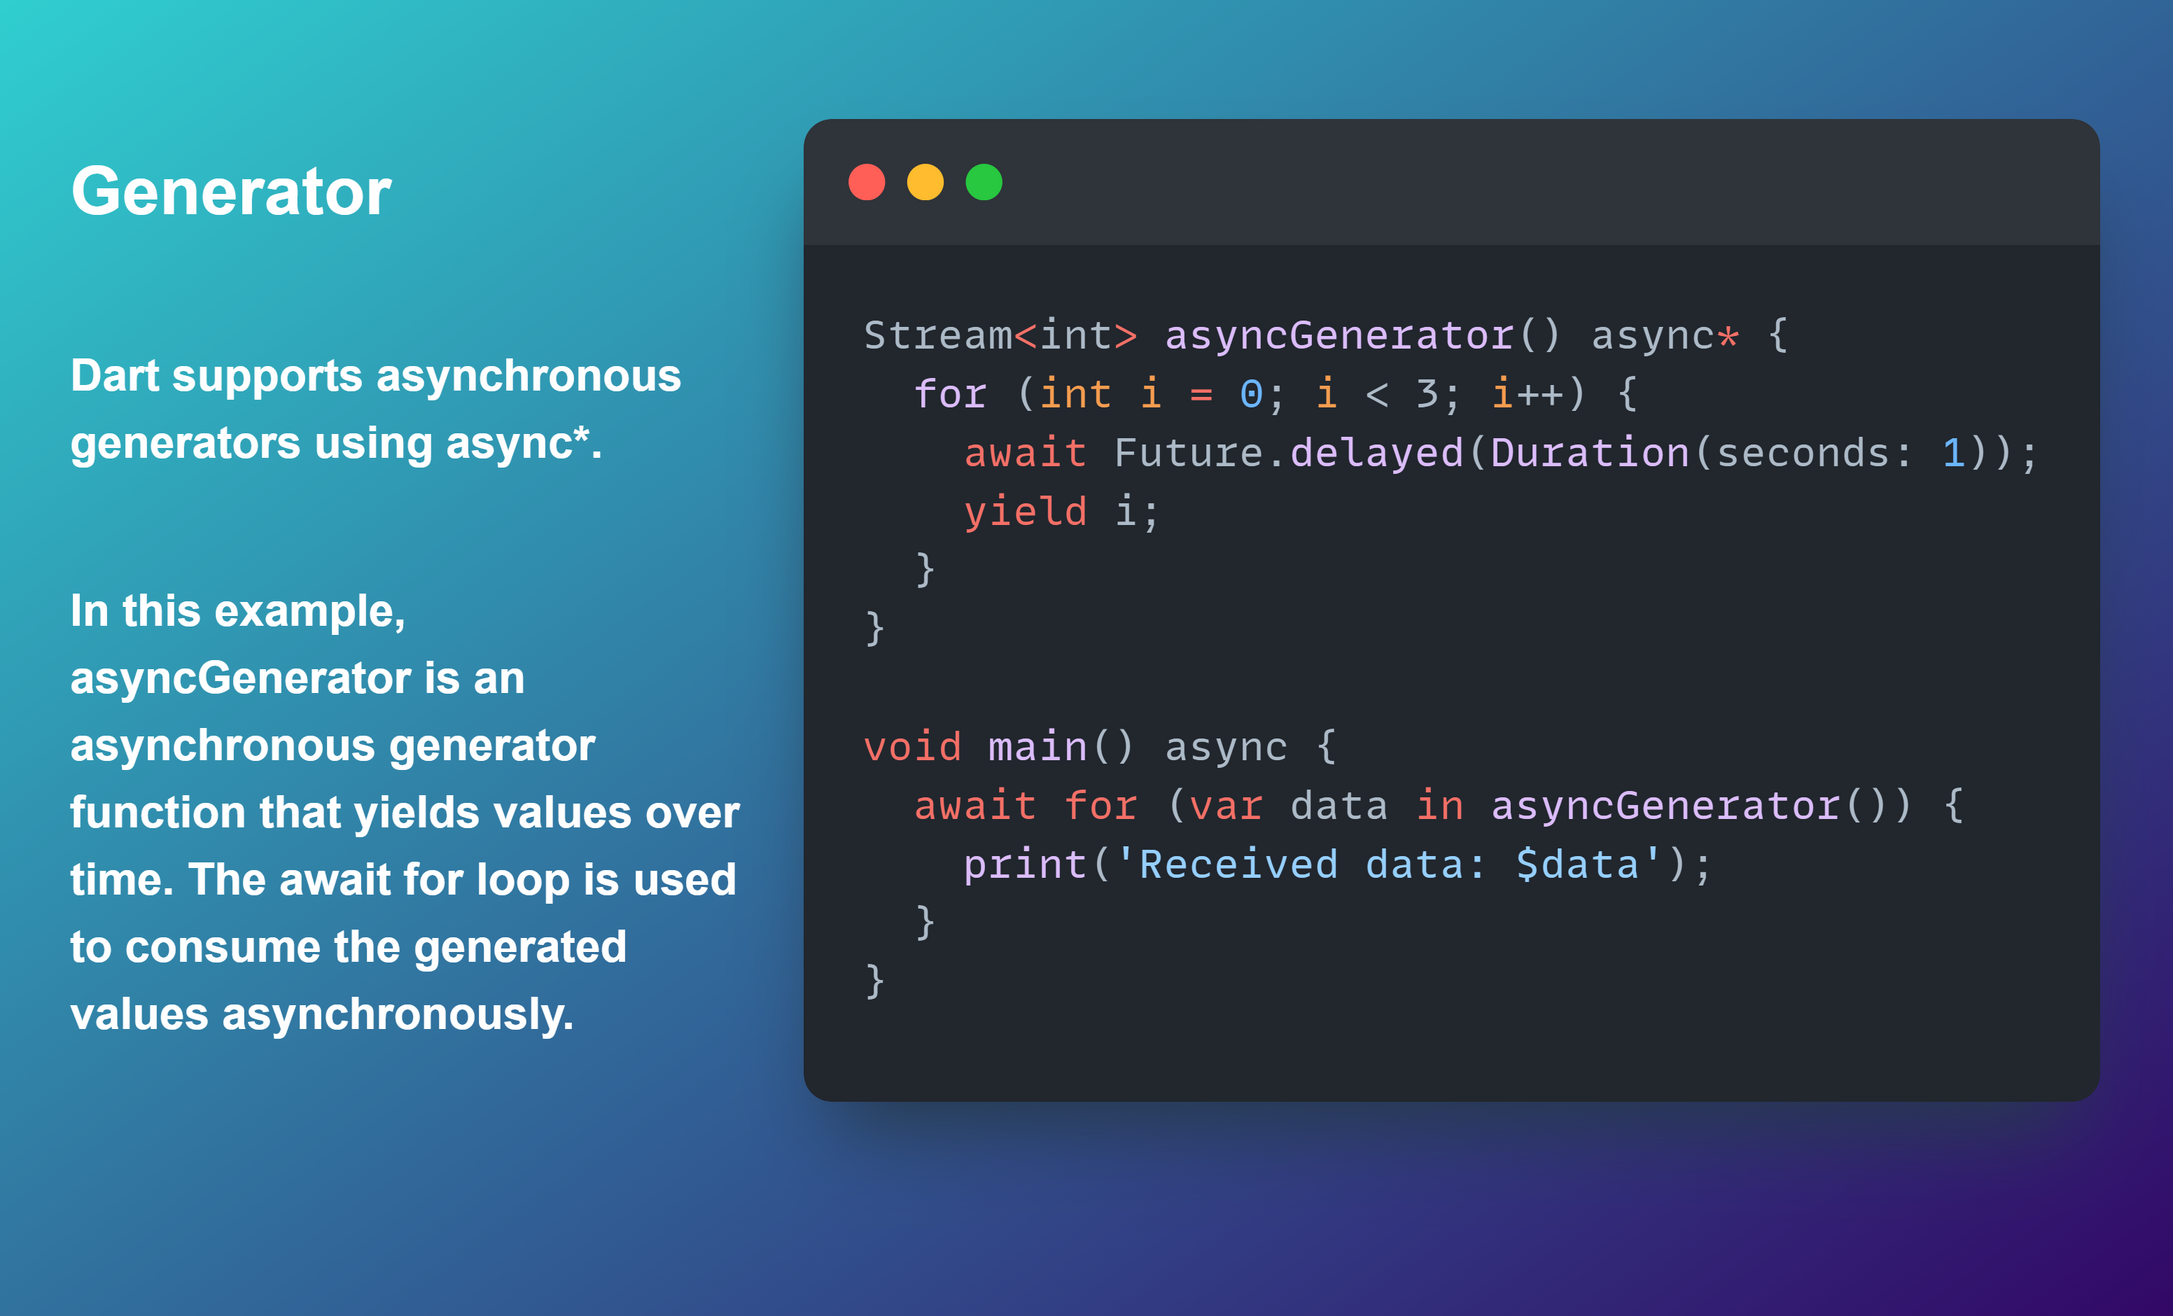 Generator
Dart supports asynchronous
generators using async*.
In this example,
asyncGenerator is an
asynchronous generator
function that yields values over
time. The await for loop is used
to consume the generated
values asynchronously.
Stream<int> asyncGenerator() async* {
  for (int i = 0; i < 3; i++) {
    await Future.delayed(Duration(seconds: 1));
    yield i;
  }
}
void main() async {
  await for (var data in asyncGenerator()) {
    print('Received data: $data');
  }
}